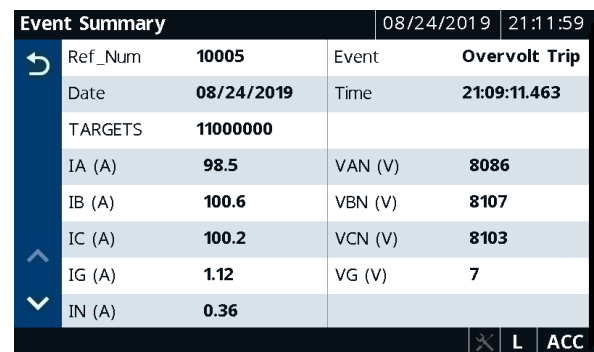 Event Summary 08/24/2019 21:11:59
Ref_Num 10005 Event Overvolt Trip
Date 08/24/2019 Time 21:09:11.463
TARGETS 11000000
IA (A) 98.5 VAN (V) 8086
IB (A) 100.6 VBN (V) 8107
IC (A) 100.2 VCN (V) 8103
IG (A) 1.12 VG (V) 7
IN (A) 0.36
L ACC